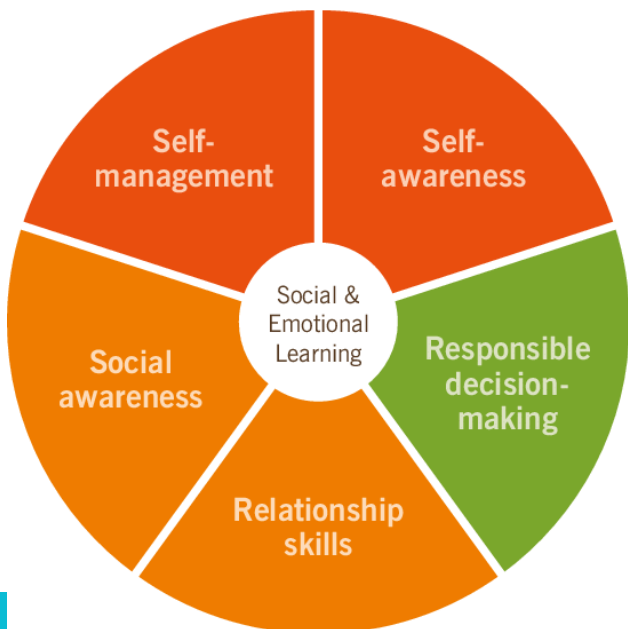 Self-
management
Self-
awareness
Social &
Emotional
Learning
Social
awareness
Responsible
decision-
making
Relationship
skills